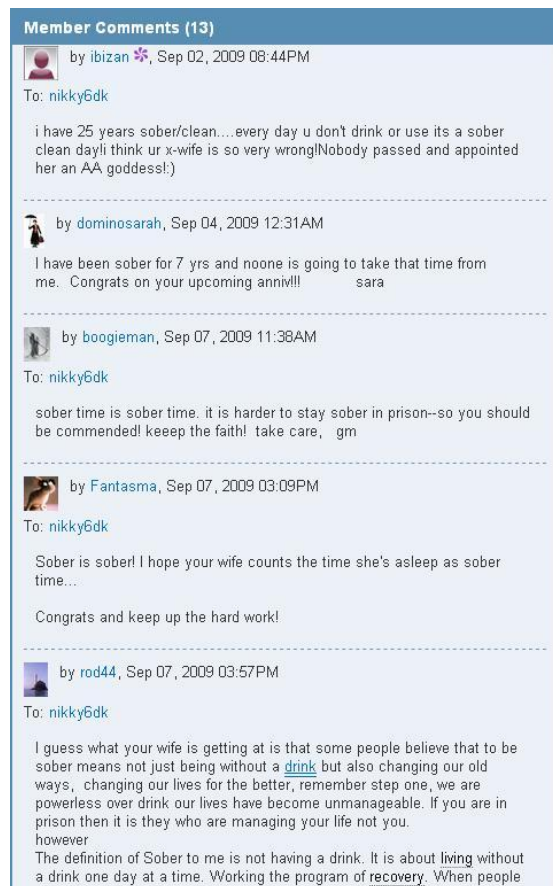 Member Comments (13)
by ibizan, Sep 02, 2009 08:44PM
To: nikky6dk
i have 25 years sober/clean....every day u don't drink or use its a sober
clean day!i think ur x-wife is so very wrong!Nobody passed and appointed
her an AA goddess!:)
by dominosarah, Sep 04, 2009 12:31AM
I have been sober for 7 yrs and noone is going to take that time from
me. Congrats on your upcoming anniv!!! sara
by boogieman, Sep 07, 2009 11:38AM
To: nikky6dk
sober time is sober time. it is harder to stay sober in prison--so you should
be commended! keeep the faith! take care, gm
by Fantasma, Sep 07, 2009 03:09PM
To: nikky6dk
Sober is sober! I hope your wife counts the time she's asleep as sober
time...
Congrats and keep up the hard work!
by rod44, Sep 07, 2009 03:57PM
To: nikky6dk
I guess what your wife is getting at is that some people believe that to be
sober means not just being without a drink but also changing our old
ways, changing our lives for the better, remember step one, we are
powerless over drink our lives have become unmanageable. If you are in
prison then it is they who are managing your life not you.
however
The definition of Sober to me is not having a drink. It is about living without
a drink one day at a time. Working the program of recovery. When people